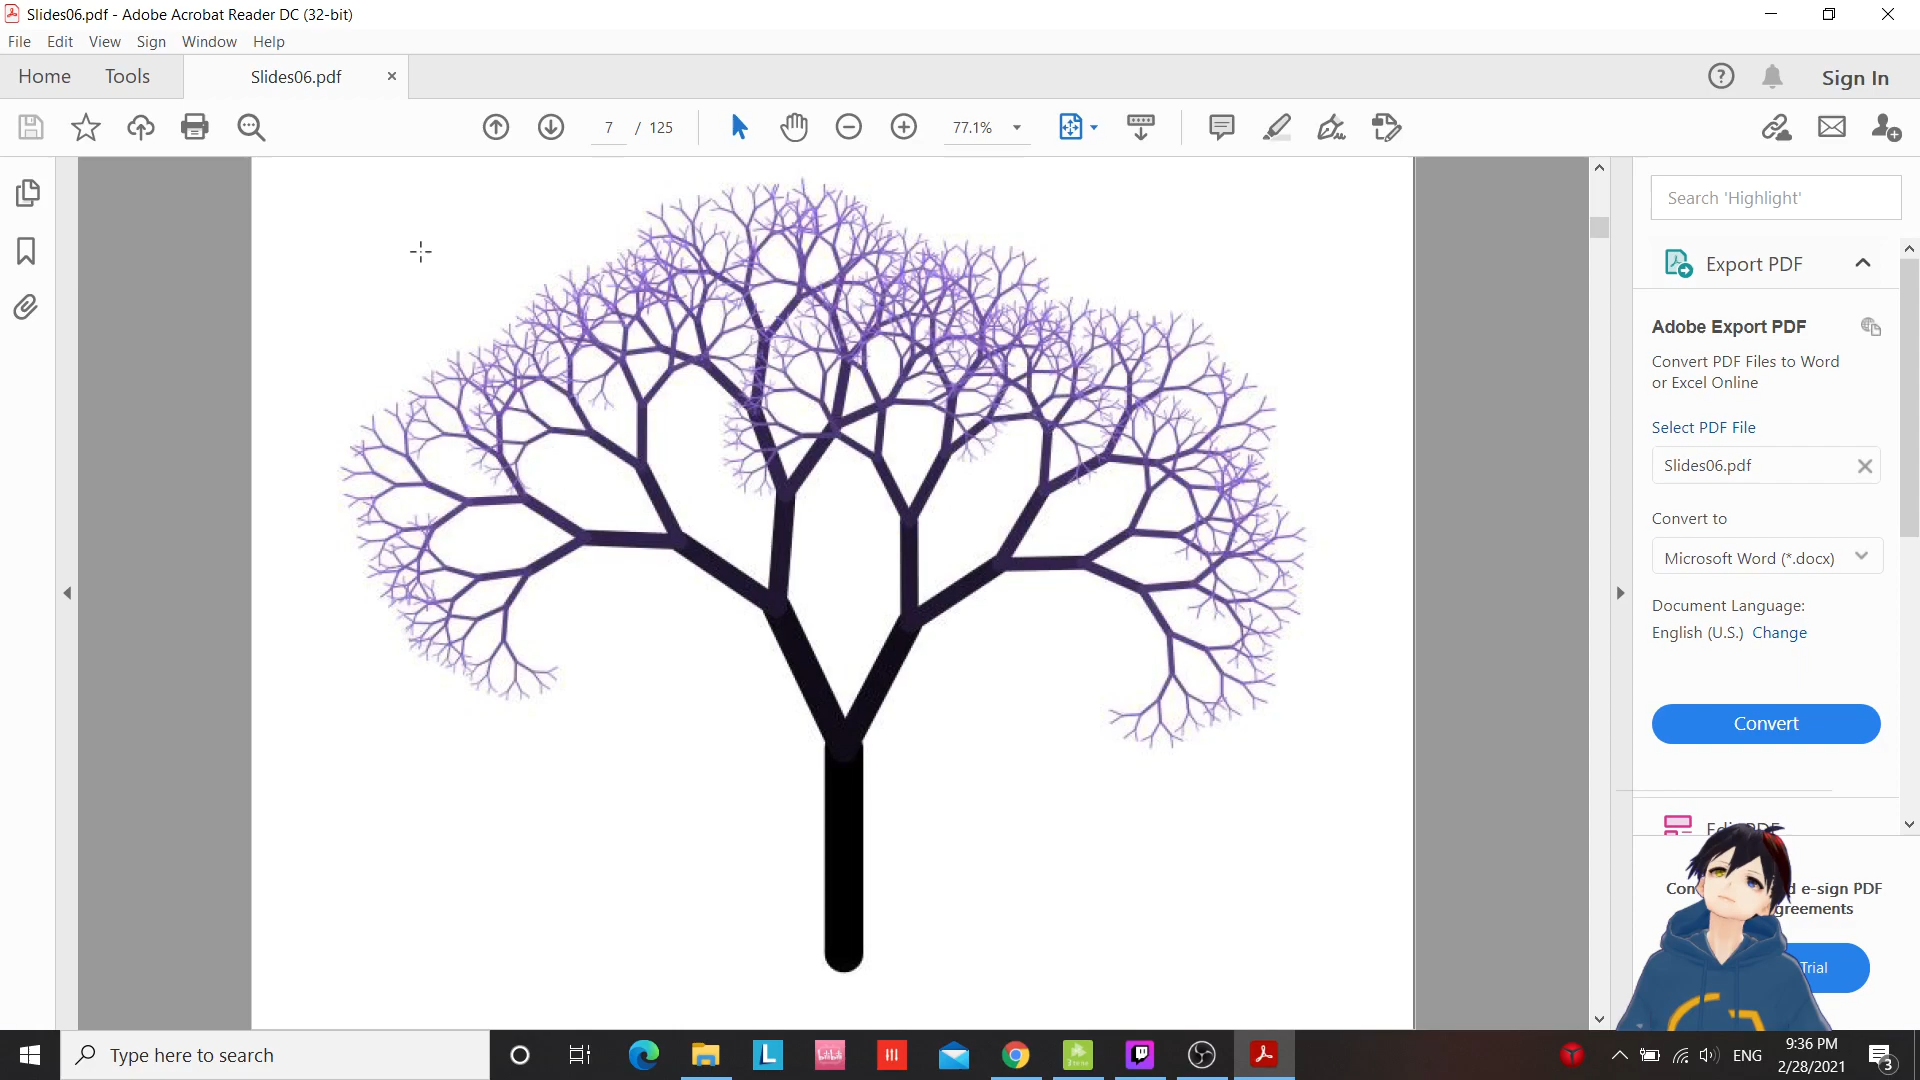 Slides06.pdf - Adobe Acrobat Reader DC (32-bit)
File Edit View Sign Window Help
Home Tools Slides06.pdf Sign In
7 / 125 77.1%
Search 'Highlight'
Export PDF
Adobe Export PDF
Convert PDF Files to Word
or Excel Online
Select PDF File
Slides06.pdf
Convert to
Microsoft Word (*.docx)
Document Language:
English (U.S.) Change
Convert
e-sign PDF
Trial
Type here to search
ENG
9:36 PM
2/28/2021
3